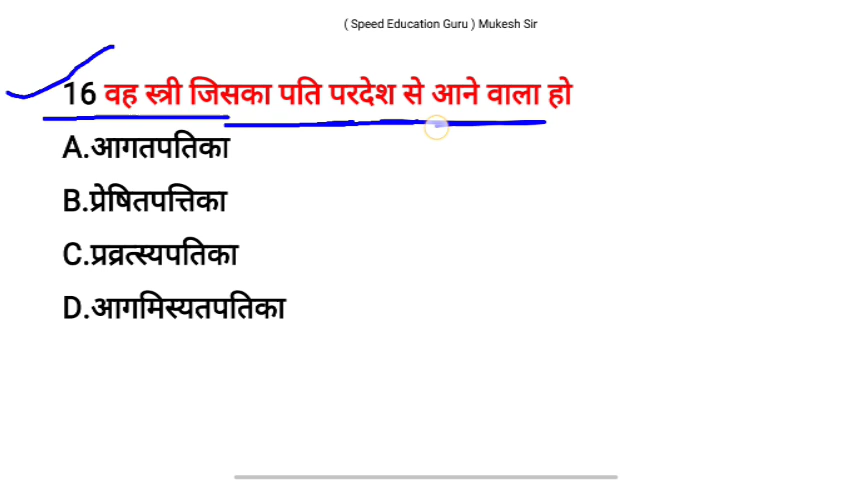 ( Speed Education Guru ) Mukesh Sir
16 वह स्त्री जिसका पति परदेश से आने वाला हो
A.आगतपतिका
B.प्रेषितपत्तिका
C.प्रव्रत्स्यपतिका
D.आगमिस्यतपतिका